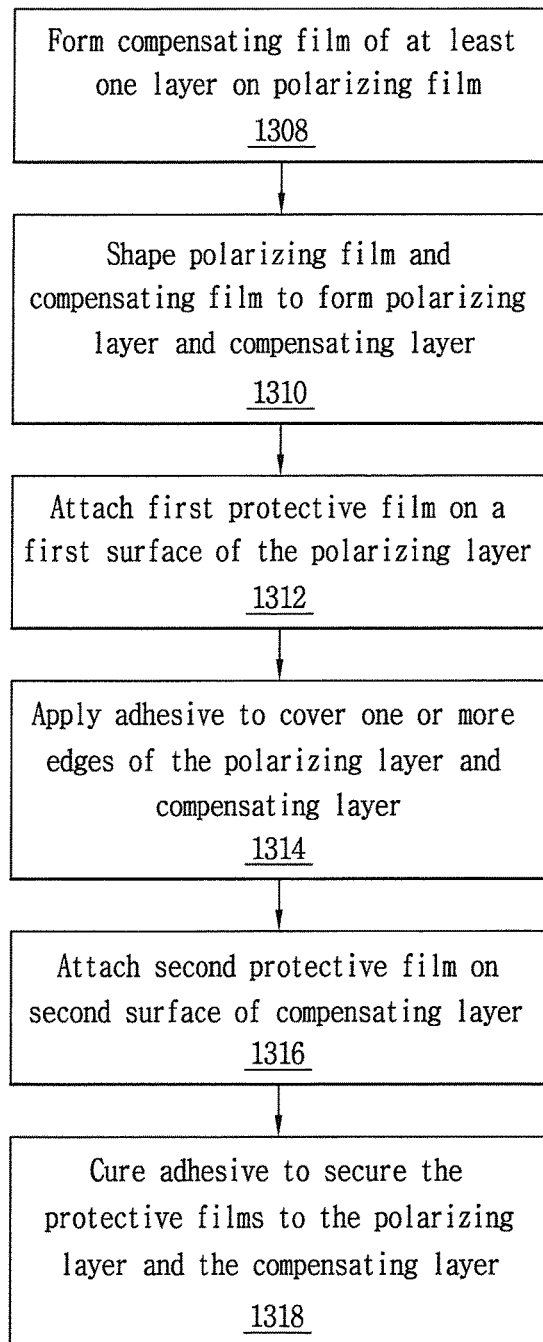 Form compensating film of at least
one layer on polarizing film
1308
Shape polarizing film and
compensating film to form polarizing
layer and compensating layer
1310
Attach first protective film on a
first surface of the polarizing layer
1312
Apply adhesive to cover one or more
edges of the polarizing layer and
compensating layer
1314
Attach second protective film on
second surface of compensating layer
1316
Cure adhesive to secure the
protective films to the polarizing
layer and the compensating layer
1318